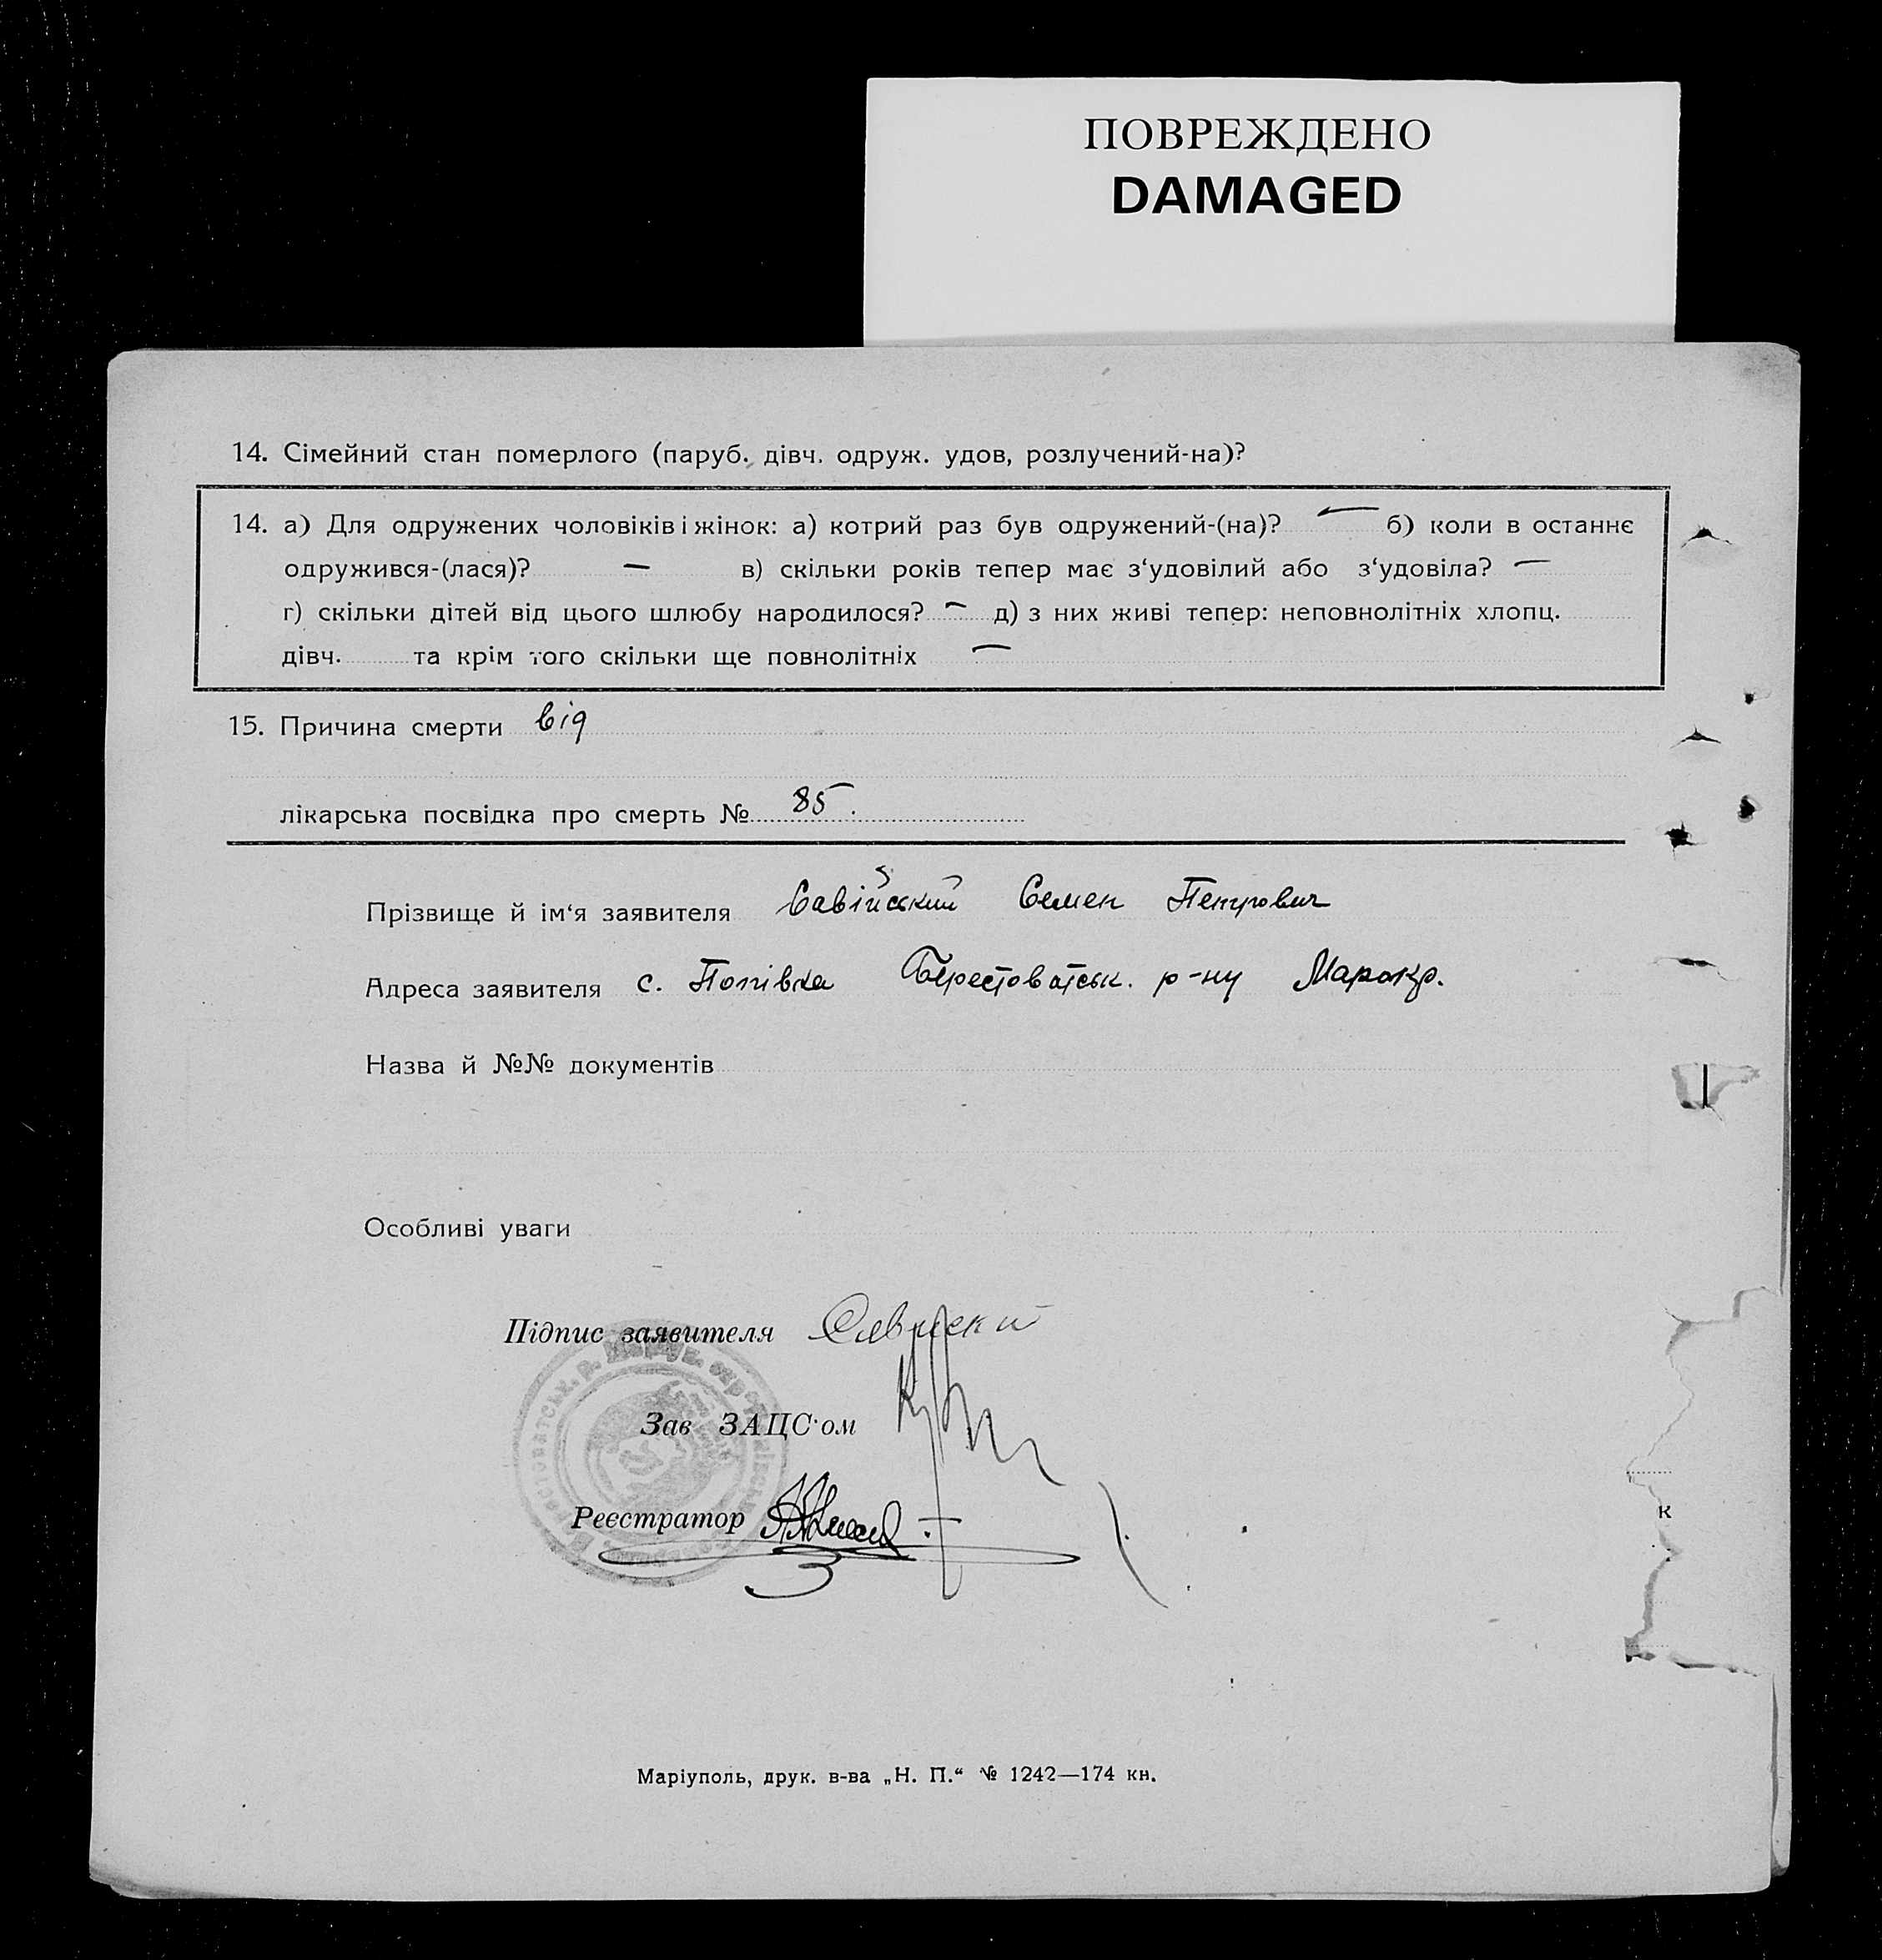 ПОВРЕЖДЕНО
DAMAGED
14. Сімейний стан померлого (паруб. дівч. одруж. удов, розлучений-на)?
14. а) Для одружених чоловіків і жінок: а) котрий раз був одружений-(на)? — б) коли в останнє
одружився-(лася)? — в) скільки років тепер має з‘удовілий або з‘удовіла? —
г) скільки дітей від цього шлюбу народилося? — д) з них живі тепер: неповнолітніх хлопц.
дівч. та крім того скільки ще повнолітніх —
15. Причина смерти від
лікарська посвідка про смерть № 85.
Прізвище й ім‘я заявителя Савійський Семен Петрович
Адреса заявителя с. Попівка Берестоватськ. р-ну Марокр.
Назва й №№ документів
Особливі уваги
Підпис заявителя
Зав ЗАЦС‘ом
Реєстратор
к
Маріуполь, друк. в-ва „Н. П.“ № 1242—174 кн.